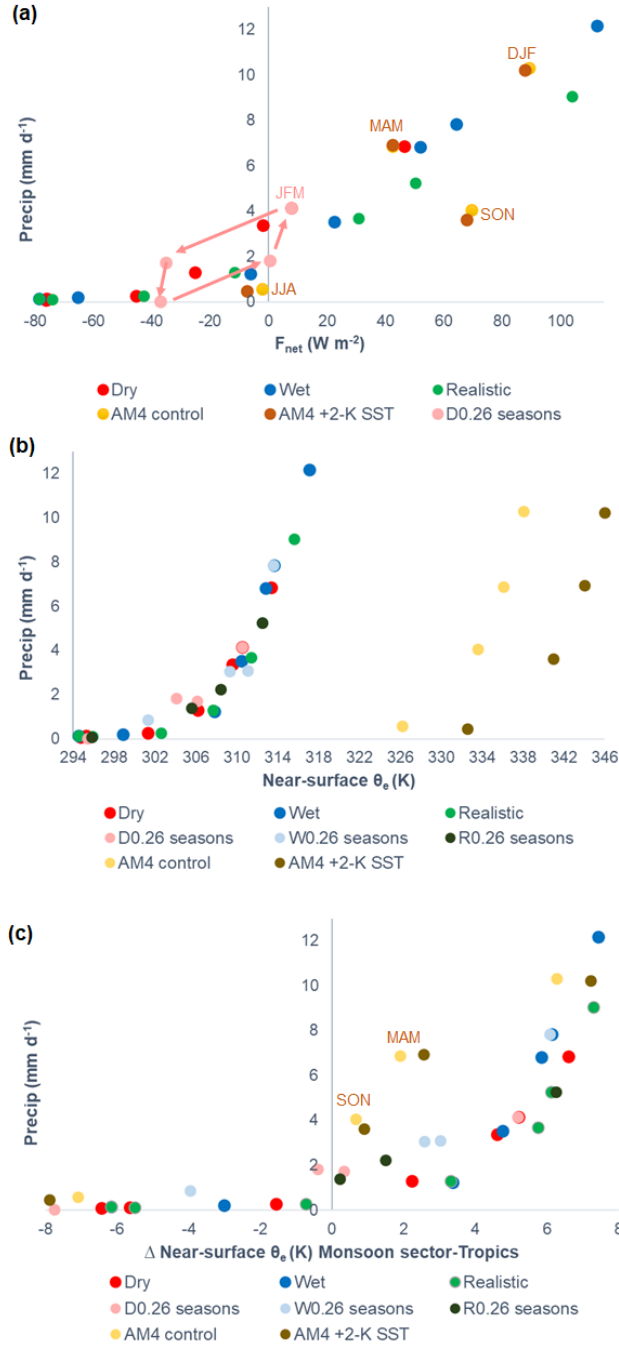 (a)
12
10
8
6
4
2
0
Precip (mm d⁻¹)
DJF
MAM
JFM
SON
JJA
-80 -60 -40 -20 0 20 40 60 80 100
F_net (W m⁻²)
Dry Wet Realistic
AM4 control AM4 +2-K SST D0.26 seasons
(b)
12
10
8
6
4
2
0
Precip (mm d⁻¹)
294 298 302 306 310 314 318 322 326 330 334 338 342 346
Near-surface θₑ (K)
Dry Wet Realistic
D0.26 seasons W0.26 seasons R0.26 seasons
AM4 control AM4 +2-K SST
(c)
12
10
8
6
4
2
0
Precip (mm d⁻¹)
MAM
SON
-8 -6 -4 -2 0 2 4 6 8
Δ Near-surface θₑ (K) Monsoon sector-Tropics
Dry Wet Realistic
D0.26 seasons W0.26 seasons R0.26 seasons
AM4 control AM4 +2-K SST